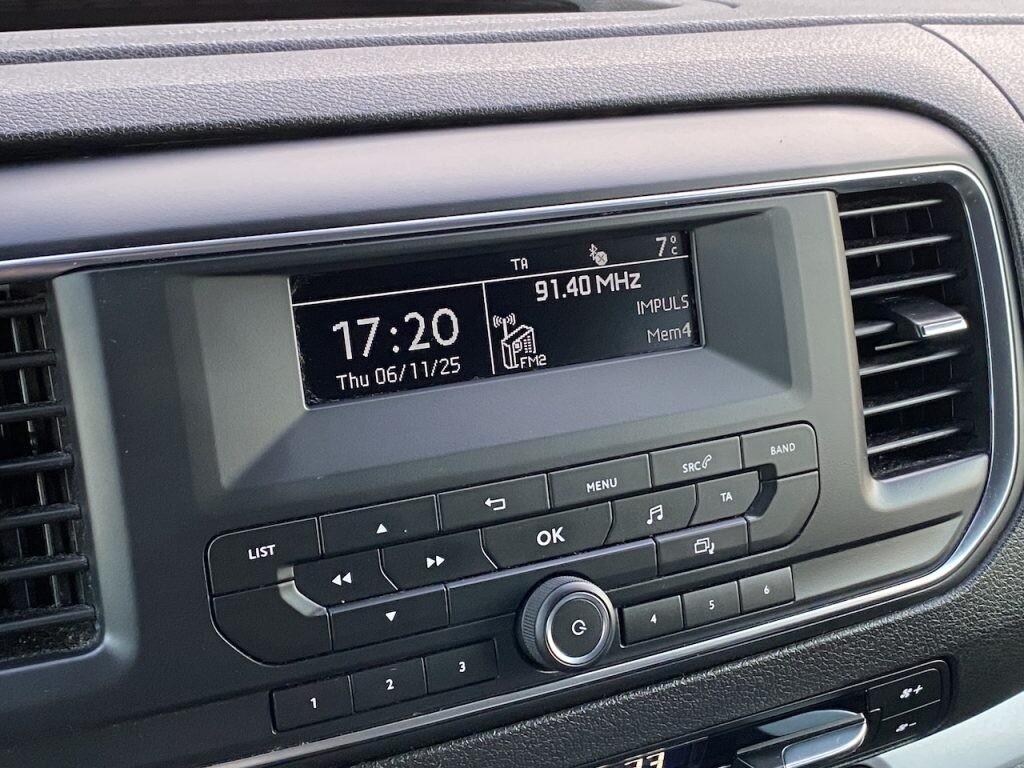 TA 7°C
91.40 MHz
IMPULS
Mem4
FM2
17:20
Thu 06/11/25
BAND
SRC
MENU
TA
OK
LIST
4 5 6
1 2 3